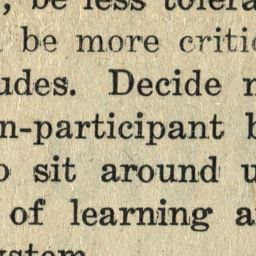 , be less tolera
be more critic
udes. Decide
n-participant b
o sit around u
of learning a
ystem